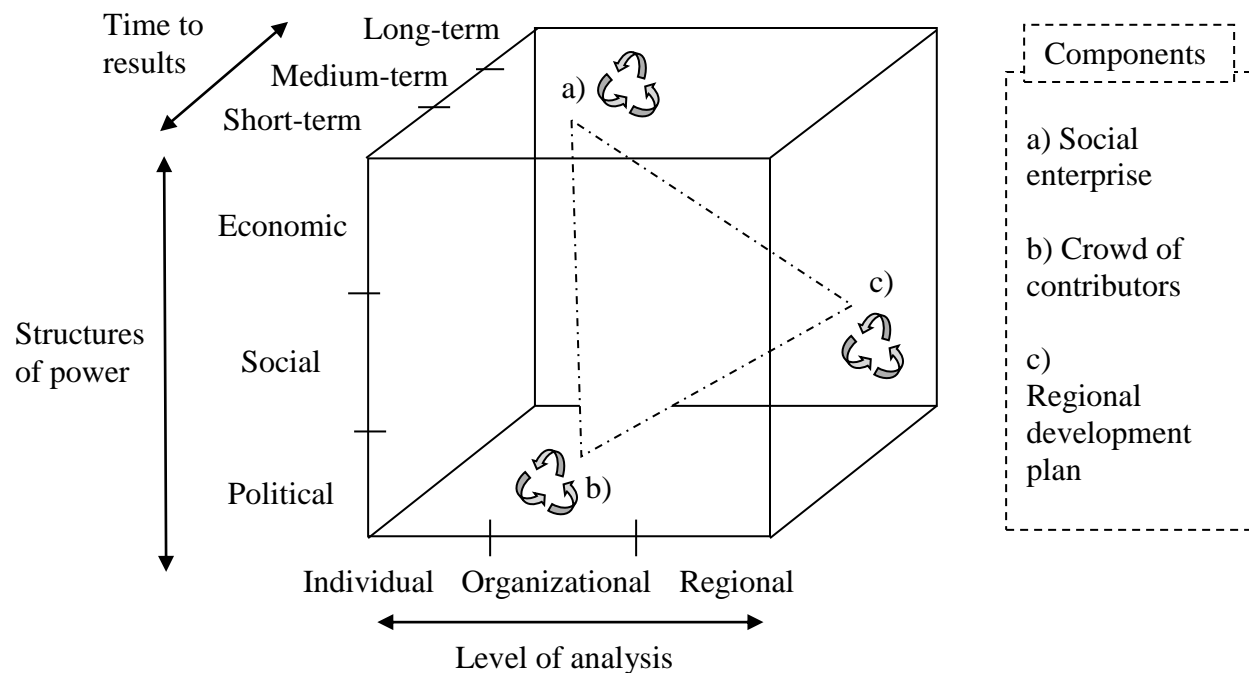 Time to
results
Long-term
Medium-term
Short-term
Components
a)
a) Social
enterprise
Economic
b) Crowd of
contributors
c)
Structures
of power
Social
c)
Regional
development
plan
Political
b)
Individual Organizational Regional
Level of analysis